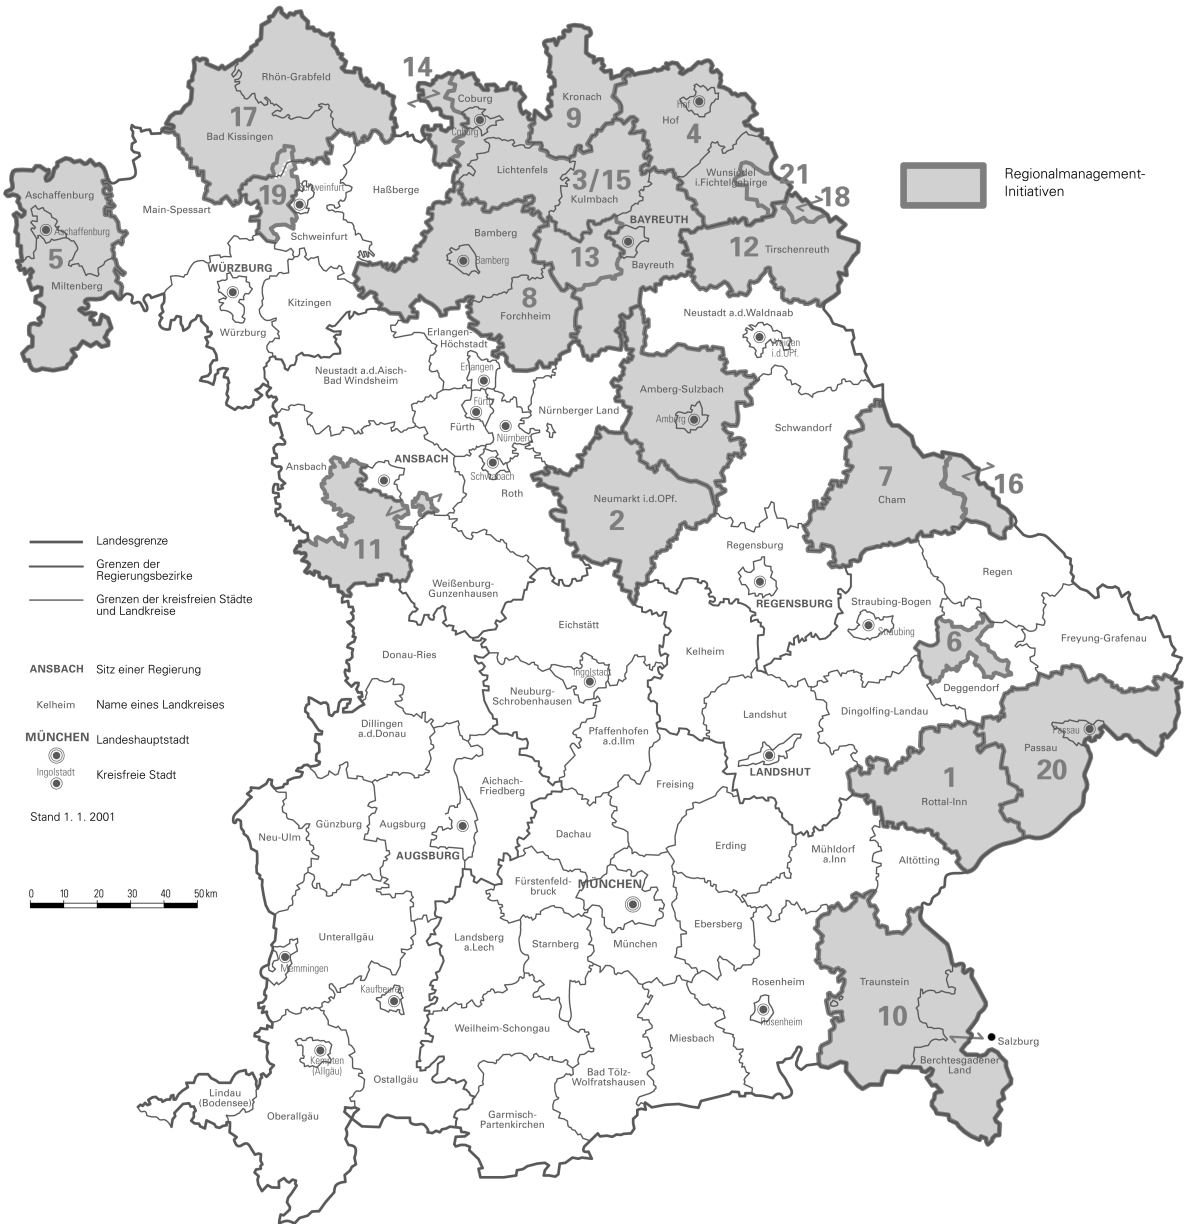 14
Rhön-Grabfeld
Coburg
Kronach
Hof
17
Bad Kissingen
Coburg
9
Hof
4
Aschaffenburg
Lichtenfels
3/15
Kulmbach
Wunsiedel
i.Fichtelgebirge
21
18
Regionalmanagement-
Initiativen
19
Schweinfurt
Haßberge
Main-Spessart
Aschaffenburg
5
Miltenberg
Schweinfurt
Bamberg
Bamberg
BAYREUTH
13
Bayreuth
12
Tirschenreuth
WÜRZBURG
Würzburg
Kitzingen
8
Forchheim
Neustadt a.d.Waldnaab
Weiden
i.d.OPf.
Erlangen-
Höchstadt
Erlangen
Neustadt a.d.Aisch-
Bad Windsheim
Fürth
Fürth
Nürnberg
Nürnberger Land
Amberg-Sulzbach
Amberg
Schwandorf
Ansbach
ANSBACH
Schwabach
Roth
Neumarkt i.d.OPf.
2
7
Cham
16
11
Landesgrenze
Grenzen der
Regierungsbezirke
Grenzen der kreisfreien Städte
und Landkreise
Weißenburg-
Gunzenhausen
Regensburg
REGENSBURG
Straubing-Bogen
Straubing
Regen
Eichstätt
Kelheim
6
Freyung-Grafenau
ANSBACH
Sitz einer Regierung
Kelheim
Name eines Landkreises
MÜNCHEN
Landeshauptstadt
Ingolstadt
Kreisfreie Stadt
Stand 1. 1. 2001
Donau-Ries
Ingolstadt
Neuburg-
Schrobenhausen
Deggendorf
Dingolfing-Landau
Landshut
LANDSHUT
Dillingen
a.d.Donau
Pfaffenhofen
a.d.Ilm
Passau
Passau
20
1
Rottal-Inn
Aichach-
Friedberg
Freising
Neu-Ulm
Günzburg
Augsburg
AUGSBURG
Dachau
Erding
Mühldorf
a.Inn
Altötting
0
10
20
30
40
50 km
Fürstenfeld-
bruck
MÜNCHEN
Ebersberg
Unterallgäu
Memmingen
Landsberg
a.Lech
Starnberg
München
Kaufbeuren
Rosenheim
Rosenheim
Traunstein
10
Salzburg
Berchtesgadener
Land
Weilheim-Schongau
Miesbach
Kempten
(Allgäu)
Ostallgäu
Bad Tölz-
Wolfratshausen
Lindau
(Bodensee)
Oberallgäu
Garmisch-
Partenkirchen